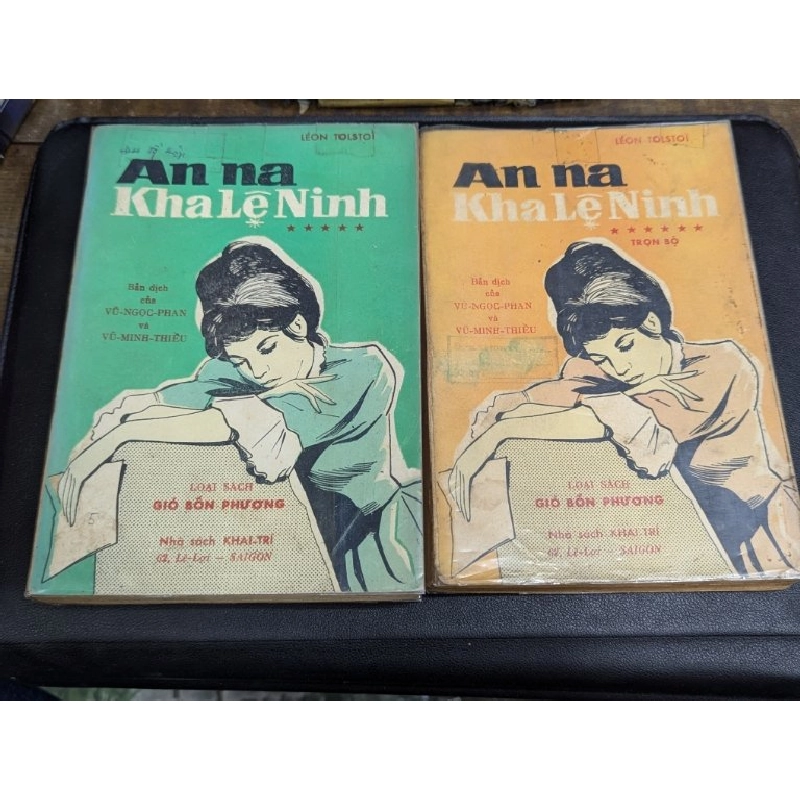 LÉON TOLSTOÏ
An na
Kha Lệ Ninh
★★★★★
Bản dịch
của
VŨ-NGỌC-PHAN
và
VŨ-MINH-THIỀU
LOẠI SÁCH
GIÓ BỐN PHƯƠNG
Nhà sách KHAI-TRÍ
62, Lê-Lợi — SAIGON
5
LÉON TOLSTOÏ
An na
Kha Lệ Ninh
★★★★★★
TRỌN BỘ
Bản dịch
của
VŨ-NGỌC-PHAN
và
VŨ-MINH-THIỀU
LOẠI SÁCH
GIÓ BỐN PHƯƠNG
Nhà sách KHAI-TRÍ
62, Lê-Lợi — SAIGON